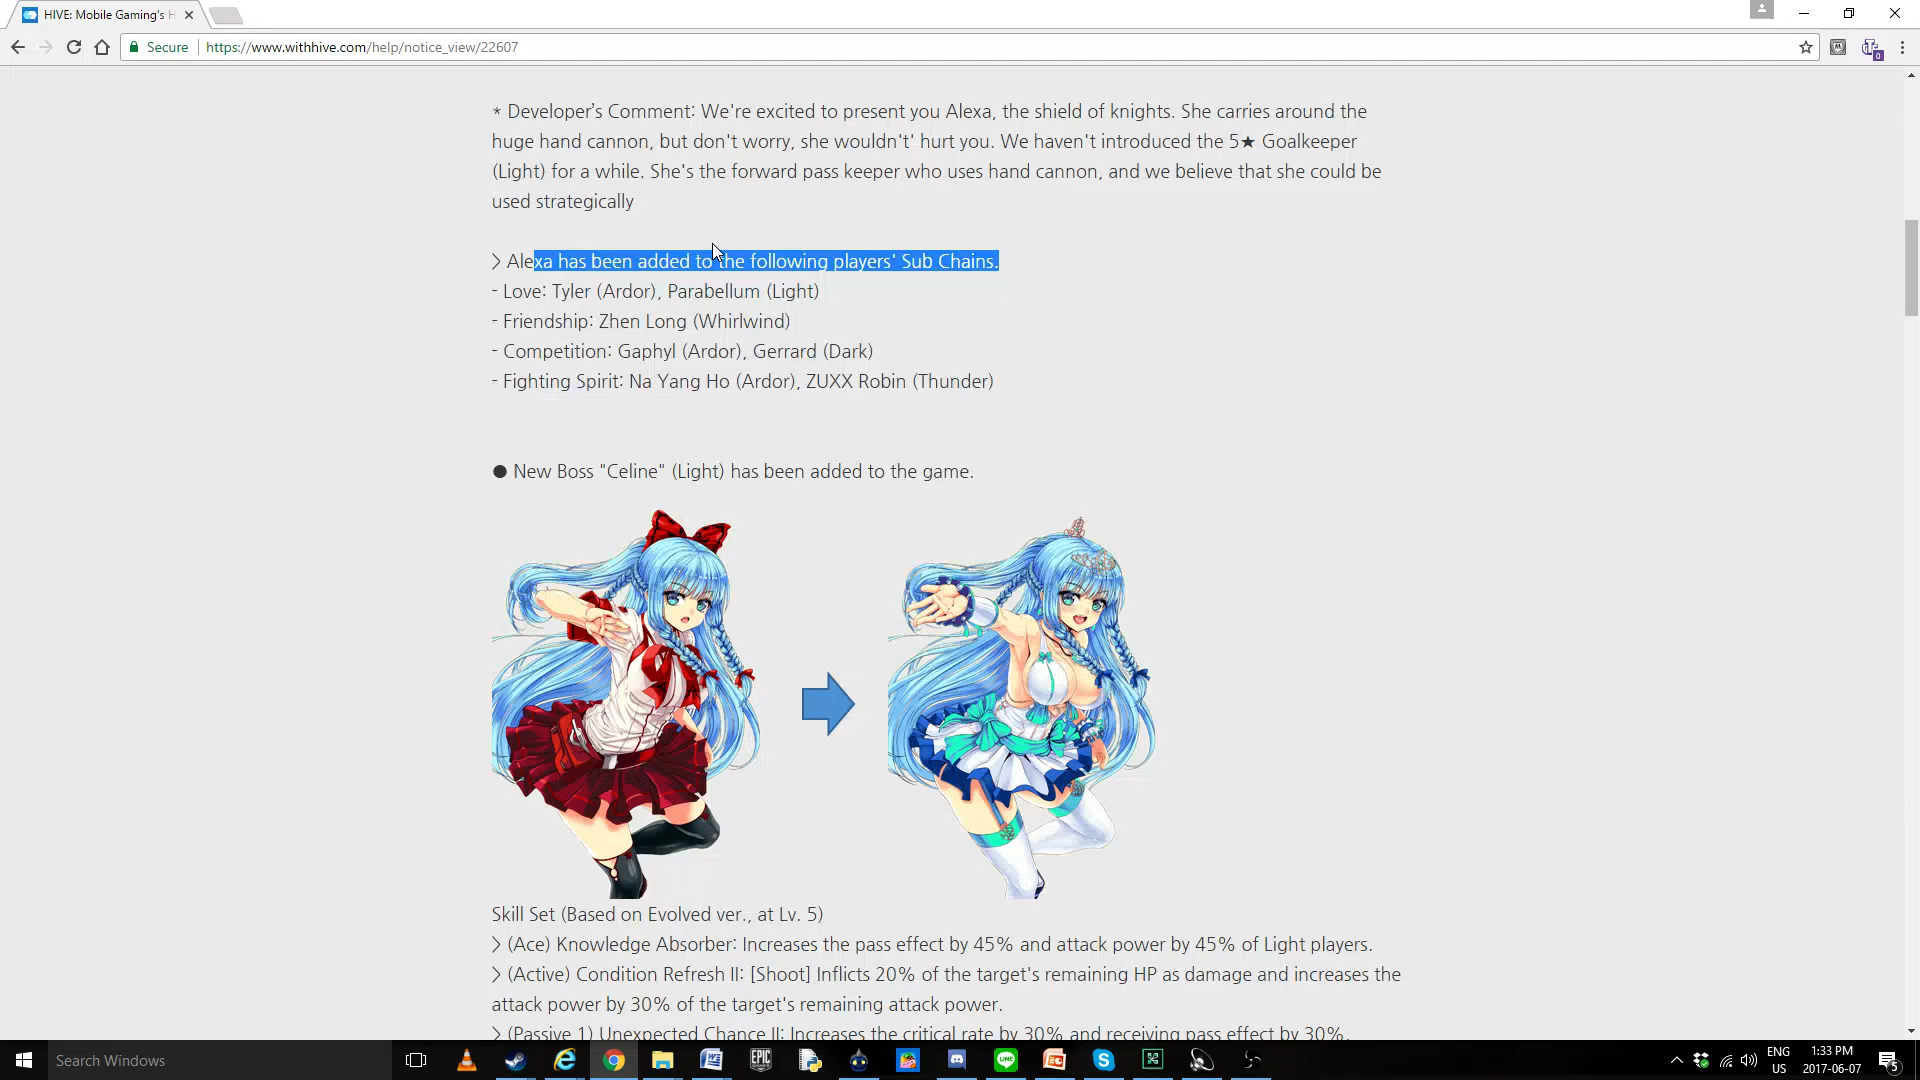 HIVE: Mobile Gaming's H
Secure https://www.withhive.com/help/notice_view/22607
0
* Developer's Comment: We're excited to present you Alexa, the shield of knights. She carries around the
huge hand cannon, but don't worry, she wouldn't' hurt you. We haven't introduced the 5★ Goalkeeper
(Light) for a while. She's the forward pass keeper who uses hand cannon, and we believe that she could be
used strategically
> Alexa has been added to the following players' Sub Chains.
- Love: Tyler (Ardor), Parabellum (Light)
- Friendship: Zhen Long (Whirlwind)
- Competition: Gaphyl (Ardor), Gerrard (Dark)
- Fighting Spirit: Na Yang Ho (Ardor), ZUXX Robin (Thunder)
● New Boss "Celine" (Light) has been added to the game.
Skill Set (Based on Evolved ver., at Lv. 5)
> (Ace) Knowledge Absorber: Increases the pass effect by 45% and attack power by 45% of Light players.
> (Active) Condition Refresh II: [Shoot] Inflicts 20% of the target's remaining HP as damage and increases the
attack power by 30% of the target's remaining attack power.
> (Passive 1) Unexpected Chance II: Increases the critical rate by 30% and receiving pass effect by 30%.
Search Windows
EPIC
LINE
ENG
US
1:33 PM
2017-06-07
5